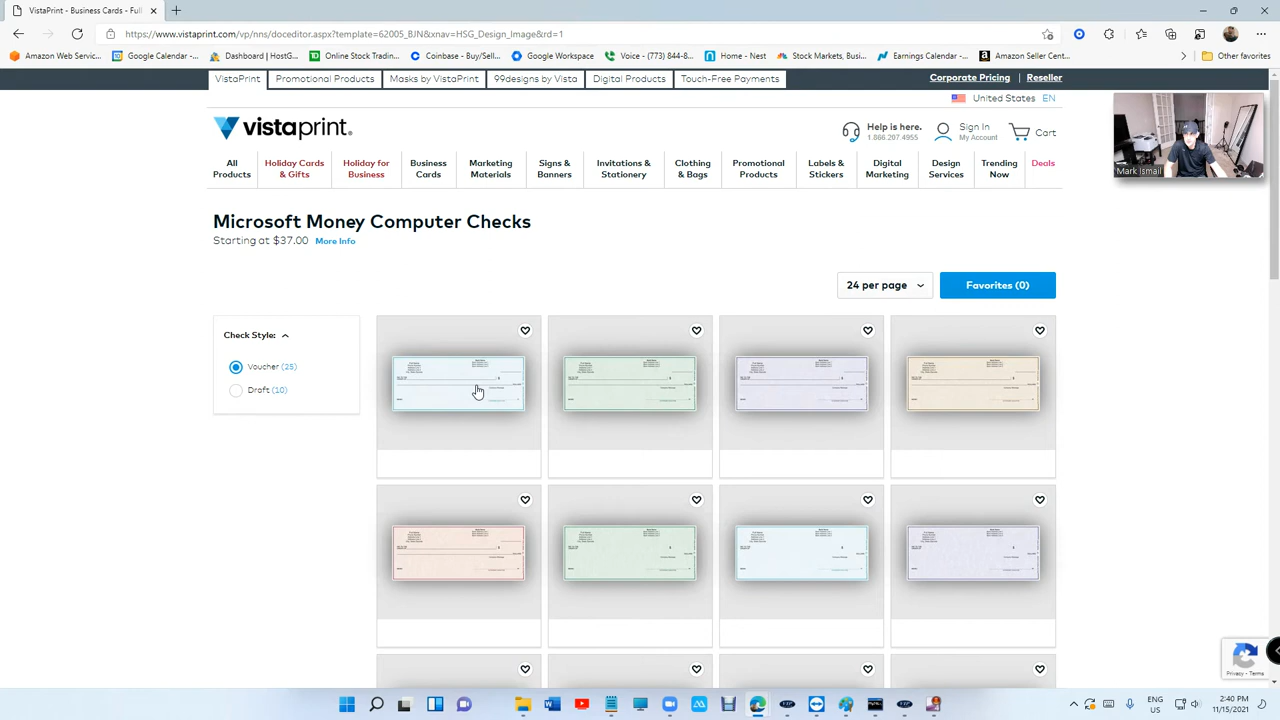 VistaPrint - Business Cards - Full
https://www.vistaprint.com/vp/nns/doceditor.aspx?template=62005_BJN&xnav=HSG_Design_Image&rd=1
Amazon Web Servic...
Google Calendar -...
Dashboard | HostG...
Online Stock Tradin...
Coinbase - Buy/Sell...
Google Workspace
Voice - (773) 844-8...
Home - Nest
Stock Markets, Busi...
Earnings Calendar -...
Amazon Seller Cent...
Other favorites
VistaPrint
Promotional Products
Masks by VistaPrint
99designs by Vista
Digital Products
Touch-Free Payments
Corporate Pricing
Reseller
United States EN
vistaprint.
Help is here.
1.866.207.4955
Sign In
My Account
Cart
Mark Ismail
All Products
Holiday Cards & Gifts
Holiday for Business
Business Cards
Marketing Materials
Signs & Banners
Invitations & Stationery
Clothing & Bags
Promotional Products
Labels & Stickers
Digital Marketing
Design Services
Trending Now
Deals
Microsoft Money Computer Checks
Starting at $37.00 More Info
24 per page
Favorites (0)
Check Style:
Voucher (25)
Draft (10)
Privacy - Terms
ENG
US
2:40 PM
11/15/2021